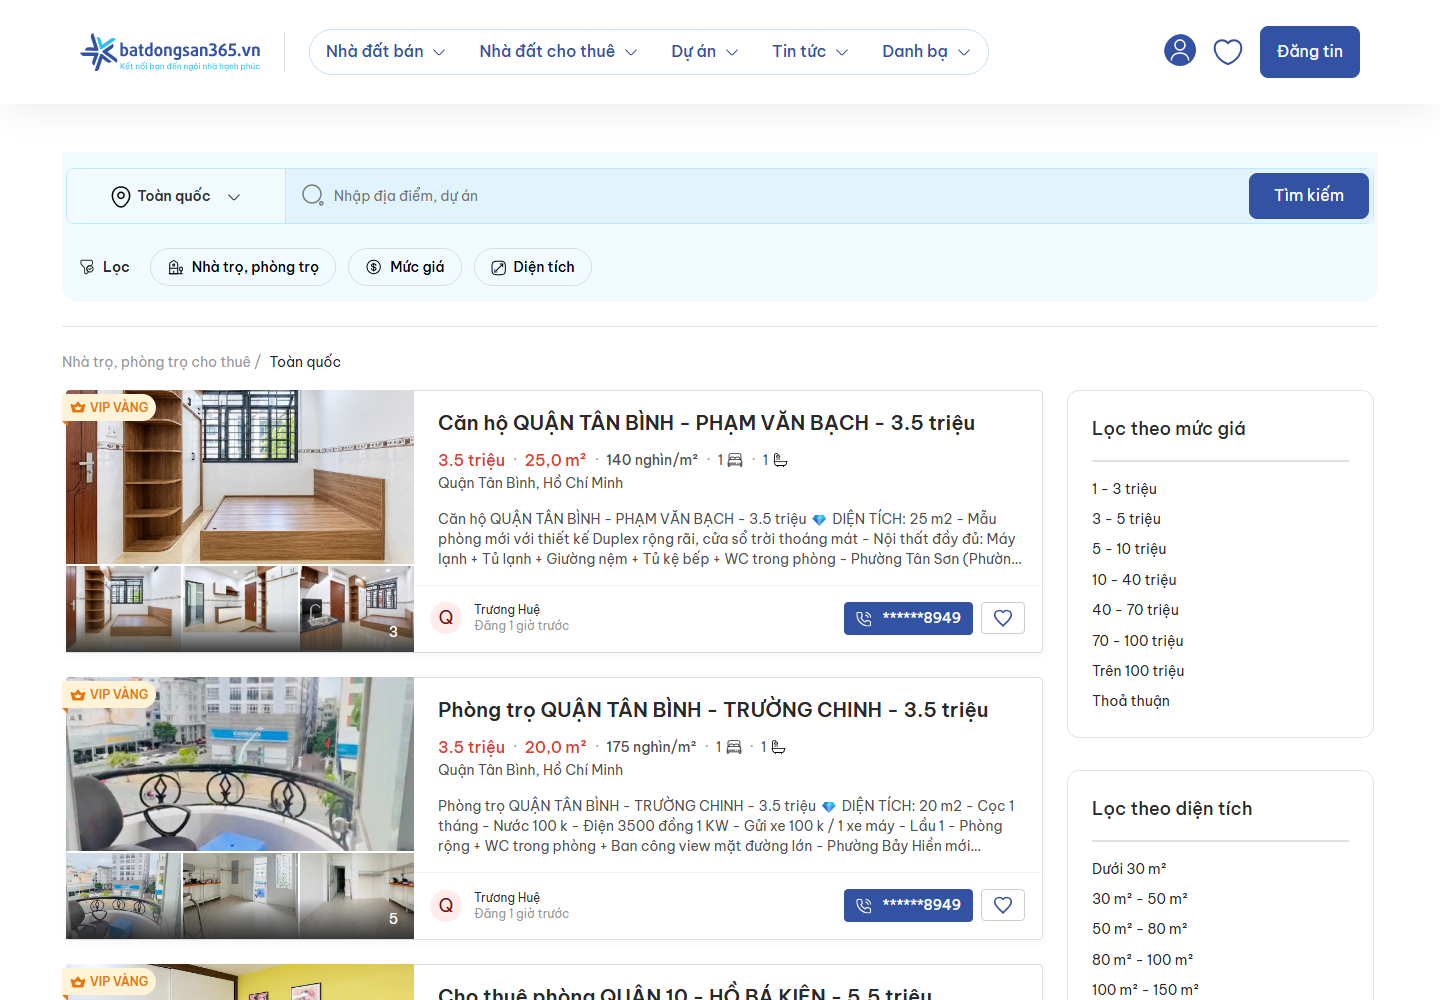 batdongsan365.vn
Kết nối bạn đến ngôi nhà hạnh phúc
Nhà đất bán
Nhà đất cho thuê
Dự án
Tin tức
Danh bạ
Đăng tin
Toàn quốc
Nhập địa điểm, dự án
Tìm kiếm
Lọc
Nhà trọ, phòng trọ
Mức giá
Diện tích
Nhà trọ, phòng trọ cho thuê / Toàn quốc
VIP VÀNG
3
Căn hộ QUẬN TÂN BÌNH - PHẠM VĂN BẠCH - 3.5 triệu
3.5 triệu · 25,0 m² · 140 nghìn/m² · 1 · 1
Quận Tân Bình, Hồ Chí Minh
Căn hộ QUẬN TÂN BÌNH - PHẠM VĂN BẠCH - 3.5 triệu 💎 DIỆN TÍCH: 25 m2 - Mẫu
phòng mới với thiết kế Duplex rộng rãi, cửa sổ trời thoáng mát - Nội thất đầy đủ: Máy
lạnh + Tủ lạnh + Giường nệm + Tủ kệ bếp + WC trong phòng - Phường Tân Sơn (Phườn...
Q
Trương Huệ
Đăng 1 giờ trước
******8949
VIP VÀNG
5
Phòng trọ QUẬN TÂN BÌNH - TRƯỜNG CHINH - 3.5 triệu
3.5 triệu · 20,0 m² · 175 nghìn/m² · 1 · 1
Quận Tân Bình, Hồ Chí Minh
Phòng trọ QUẬN TÂN BÌNH - TRƯỜNG CHINH - 3.5 triệu 💎 DIỆN TÍCH: 20 m2 - Cọc 1
tháng - Nước 100 k - Điện 3500 đồng 1 KW - Gửi xe 100 k / 1 xe máy - Lầu 1 - Phòng
rộng + WC trong phòng + Ban công view mặt đường lớn - Phường Bảy Hiền mới...
Q
Trương Huệ
Đăng 1 giờ trước
******8949
VIP VÀNG
Cho thuê phòng QUẬN 10 - HỒ BÁ KIỆN - 5.5 triệu
Lọc theo mức giá
1 - 3 triệu
3 - 5 triệu
5 - 10 triệu
10 - 40 triệu
40 - 70 triệu
70 - 100 triệu
Trên 100 triệu
Thoả thuận
Lọc theo diện tích
Dưới 30 m²
30 m² - 50 m²
50 m² - 80 m²
80 m² - 100 m²
100 m² - 150 m²